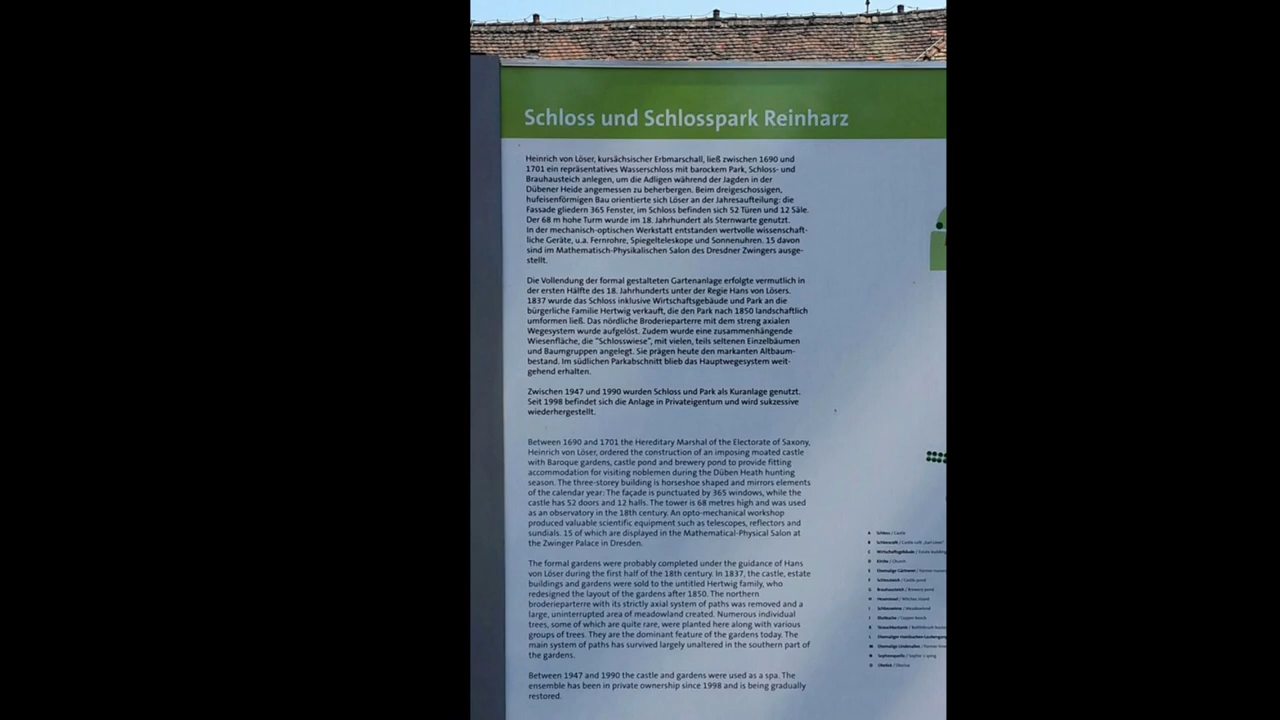 Schloss und Schlosspark Reinharz
Heinrich von Löser, kursächsischer Erbmarschall, ließ zwischen 1690 und
1701 ein repräsentatives Wasserschloss mit barockem Park, Schloss- und
Brauhausteich anlegen, um die Adligen während der Jagden in der
Dübener Heide angemessen zu beherbergen. Beim dreigeschossigen,
hufeisenförmigen Bau orientierte sich Löser an der Jahresaufteilung: die
Fassade gliedern 365 Fenster, im Schloss befinden sich 52 Türen und 12 Säle.
Der 68 m hohe Turm wurde im 18. Jahrhundert als Sternwarte genutzt.
In der mechanisch-optischen Werkstatt entstanden wertvolle wissenschaft-
liche Geräte, u.a. Fernrohre, Spiegelteleskope und Sonnenuhren. 15 davon
sind im Mathematisch-Physikalischen Salon des Dresdner Zwingers ausge-
stellt.
Die Vollendung der formal gestalteten Gartenanlage erfolgte vermutlich in
der ersten Hälfte des 18. Jahrhunderts unter der Regie Hans von Lösers.
1837 wurde das Schloss inklusive Wirtschaftsgebäude und Park an die
bürgerliche Familie Hertwig verkauft, die den Park nach 1850 landschaftlich
umformen ließ. Das nördliche Broderieparterre mit dem streng axialen
Wegesystem wurde aufgelöst. Zudem wurde eine zusammenhängende
Wiesenfläche, die "Schlosswiese", mit vielen, teils seltenen Einzelbäumen
und Baumgruppen angelegt. Sie prägen heute den markanten Altbaum-
bestand. Im südlichen Parkabschnitt blieb das Hauptwegesystem weit-
gehend erhalten.
Zwischen 1947 und 1990 wurden Schloss und Park als Kuranlage genutzt.
Seit 1998 befindet sich die Anlage in Privateigentum und wird sukzessive
wiederhergestellt.
Between 1690 and 1701 the Hereditary Marshal of the Electorate of Saxony,
Heinrich von Löser, ordered the construction of an imposing moated castle
with Baroque gardens, castle pond and brewery pond to provide fitting
accommodation for visiting noblemen during the Düben Heath hunting
season. The three-storey building is horseshoe shaped and mirrors elements
of the calendar year: The façade is punctuated by 365 windows, while the
castle has 52 doors and 12 halls. The tower is 68 metres high and was used
as an observatory in the 18th century. An opto-mechanical workshop
produced valuable scientific equipment such as telescopes, reflectors and
sundials. 15 of which are displayed in the Mathematical-Physical Salon at
the Zwinger Palace in Dresden.
The formal gardens were probably completed under the guidance of Hans
von Löser during the first half of the 18th century. In 1837, the castle, estate
buildings and gardens were sold to the untitled Hertwig family, who
redesigned the layout of the gardens after 1850. The northern
broderieparterre with its strictly axial system of paths was removed and a
large, uninterrupted area of meadowland created. Numerous individual
trees, some of which are quite rare, were planted here along with various
groups of trees. They are the dominant feature of the gardens today. The
main system of paths has survived largely unaltered in the southern part of
the gardens.
Between 1947 and 1990 the castle and gardens were used as a spa. The
ensemble has been in private ownership since 1998 and is being gradually
restored.
A Schloss / Castle
Wirtschaftsgebäude / Estate building
D Kirche / Church
F Schlossteich / Castle pond
G Brauhausteich / Brewery pond
O Obelisk / Obelisk